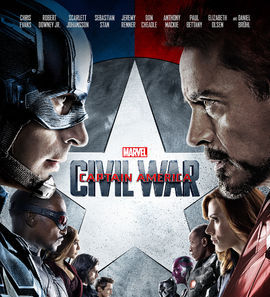 CHRIS EVANS ROBERT DOWNEY JR. SCARLETT JOHANSSON SEBASTIAN STAN JEREMY RENNER DON CHEADLE ANTHONY MACKIE PAUL BETTANY ELIZABETH OLSEN AND DANIEL BRÜHL
MARVEL
CAPTAIN AMERICA
CIVIL WAR